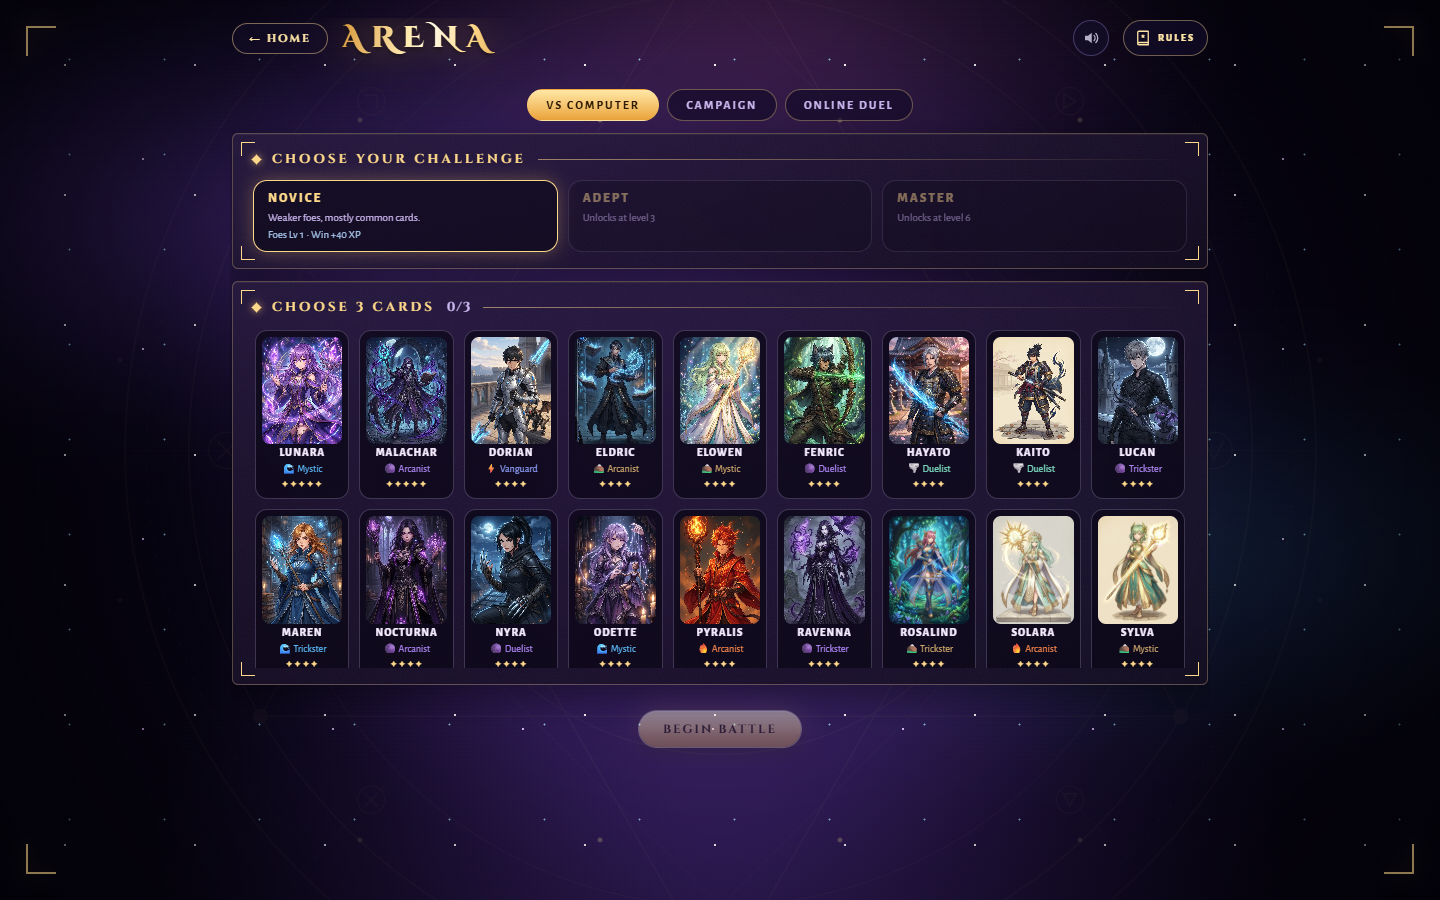 ← HOME
ARENA
RULES
VS COMPUTER
CAMPAIGN
ONLINE DUEL
CHOOSE YOUR CHALLENGE
NOVICE
Weaker foes, mostly common cards.
Foes Lv 1 · Win +40 XP
ADEPT
Unlocks at level 3
MASTER
Unlocks at level 6
CHOOSE 3 CARDS 0/3
LUNARA
Mystic
MALACHAR
Arcanist
DORIAN
Vanguard
ELDRIC
Arcanist
ELOWEN
Mystic
FENRIC
Duelist
HAYATO
Duelist
KAITO
Duelist
LUCAN
Trickster
MAREN
Trickster
NOCTURNA
Arcanist
NYRA
Duelist
ODETTE
Mystic
PYRALIS
Arcanist
RAVENNA
Trickster
ROSALIND
Trickster
SOLARA
Arcanist
SYLVA
Mystic
BEGIN BATTLE